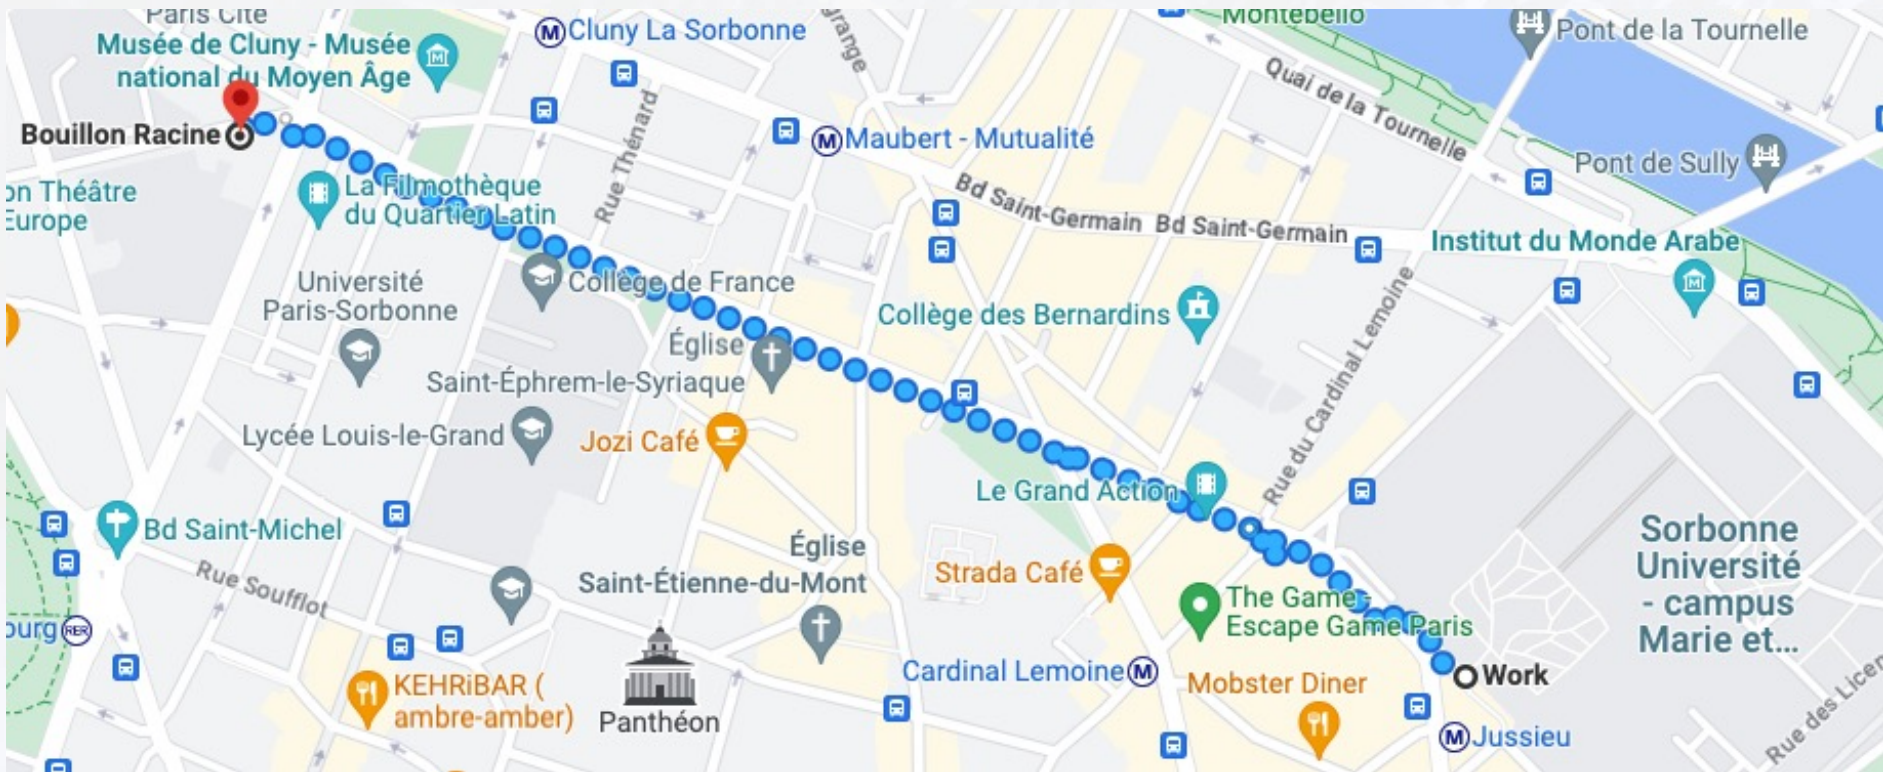 Paris Cité
Musée de Cluny - Musée
national du Moyen Âge
Cluny La Sorbonne
Montebello
Pont de la Tournelle
Quai de la Tournelle
Bouillon Racine
Rue Thénard
Maubert - Mutualité
Pont de Sully
on Théâtre
Europe
La Filmothèque
du Quartier Latin
Bd Saint-Germain
Bd Saint-Germain
Institut du Monde Arabe
Université
Paris-Sorbonne
Collège de France
Collège des Bernardins
Rue du Cardinal Lemoine
Église
Saint-Éphrem-le-Syriaque
Lycée Louis-le-Grand
Jozi Café
Le Grand Action
Bd Saint-Michel
Rue Soufflot
Église
Saint-Étienne-du-Mont
Strada Café
Sorbonne
Université
- campus
Marie et...
The Game -
Escape Game Paris
ourg
RER
Cardinal Lemoine
Work
KEHRiBAR (
ambre-amber)
Panthéon
Mobster Diner
Jussieu